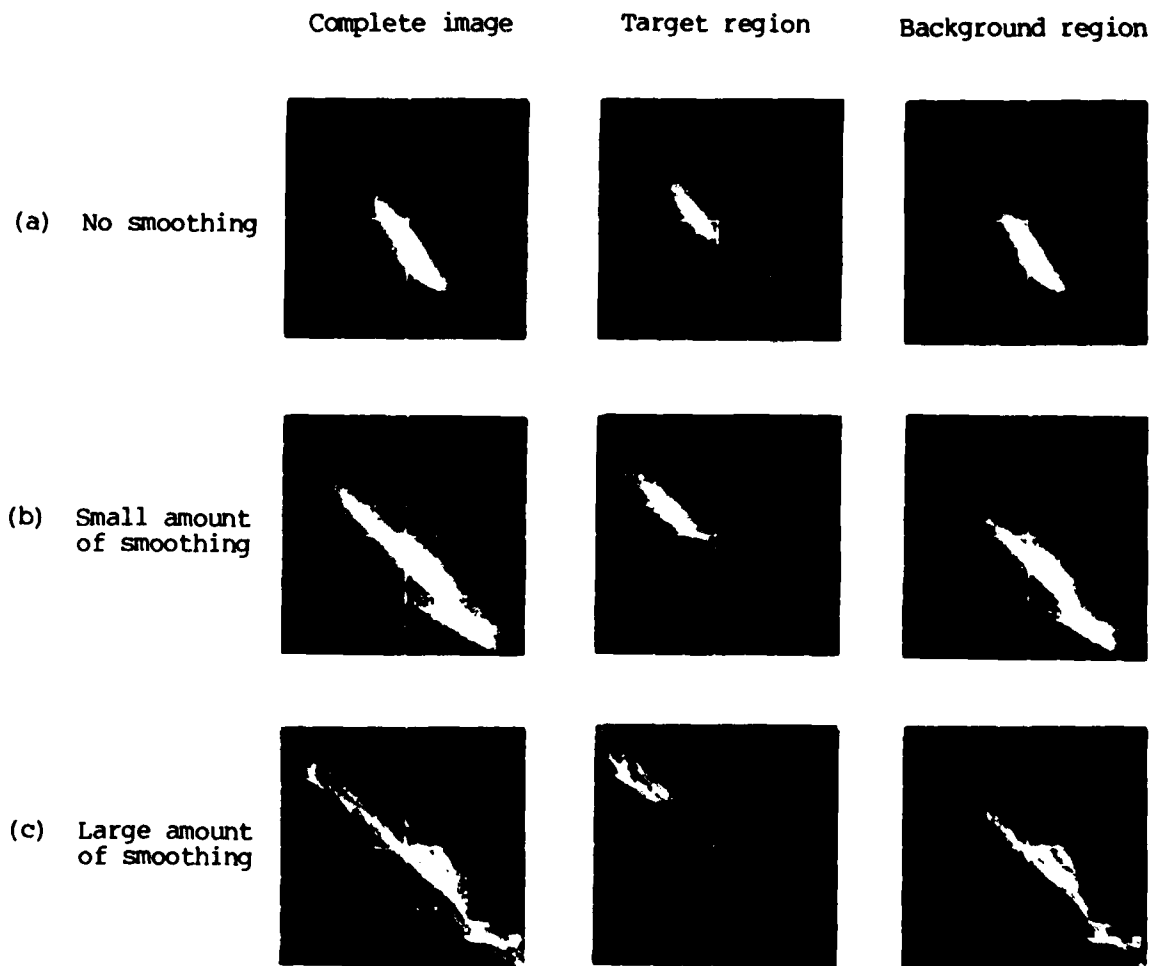 Complete image Target region Background region
(a) No smoothing
(b) Small amount
of smoothing
(c) Large amount
of smoothing